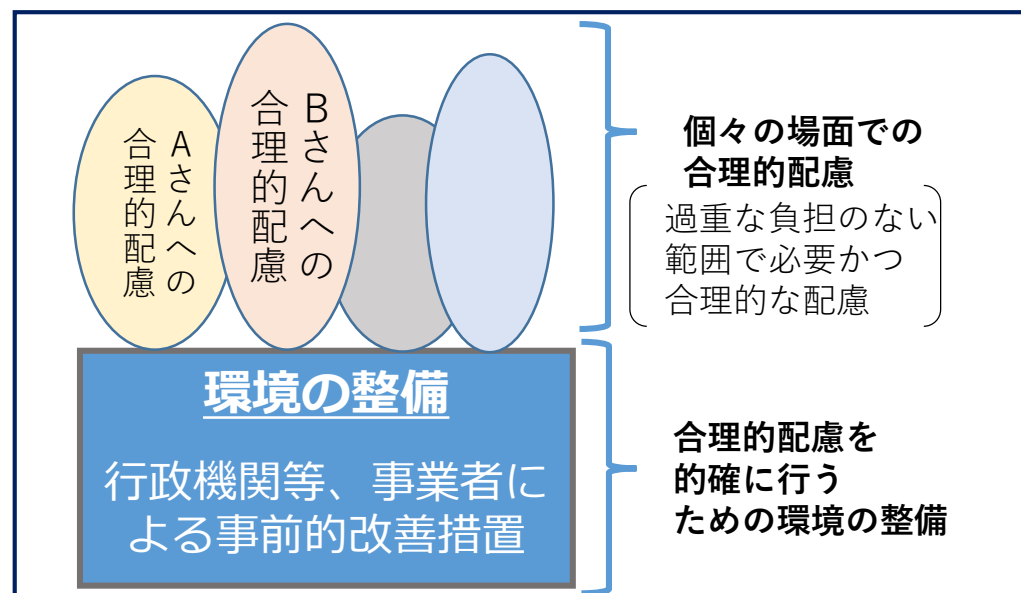 Aさんへの
合理的配慮
Bさんへの
合理的配慮
個々の場面での
合理的配慮
過重な負担のない
範囲で必要かつ
合理的な配慮
環境の整備
行政機関等、事業者に
よる事前的改善措置
合理的配慮を
的確に行う
ための環境の整備